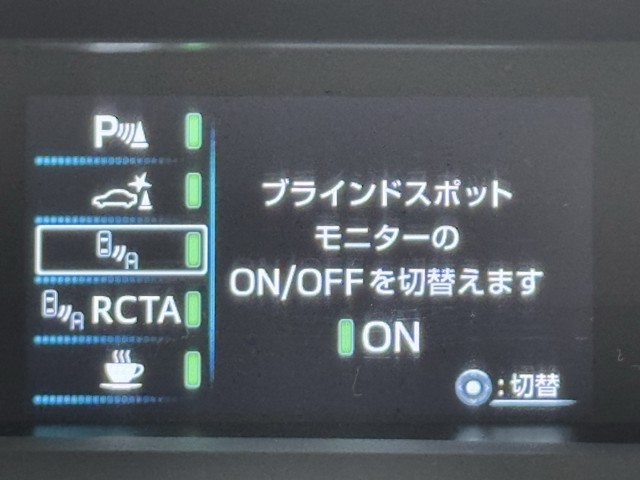 P
RCTA
ブラインドスポット
モニターの
ON/OFFを切替えます
ON
:切替